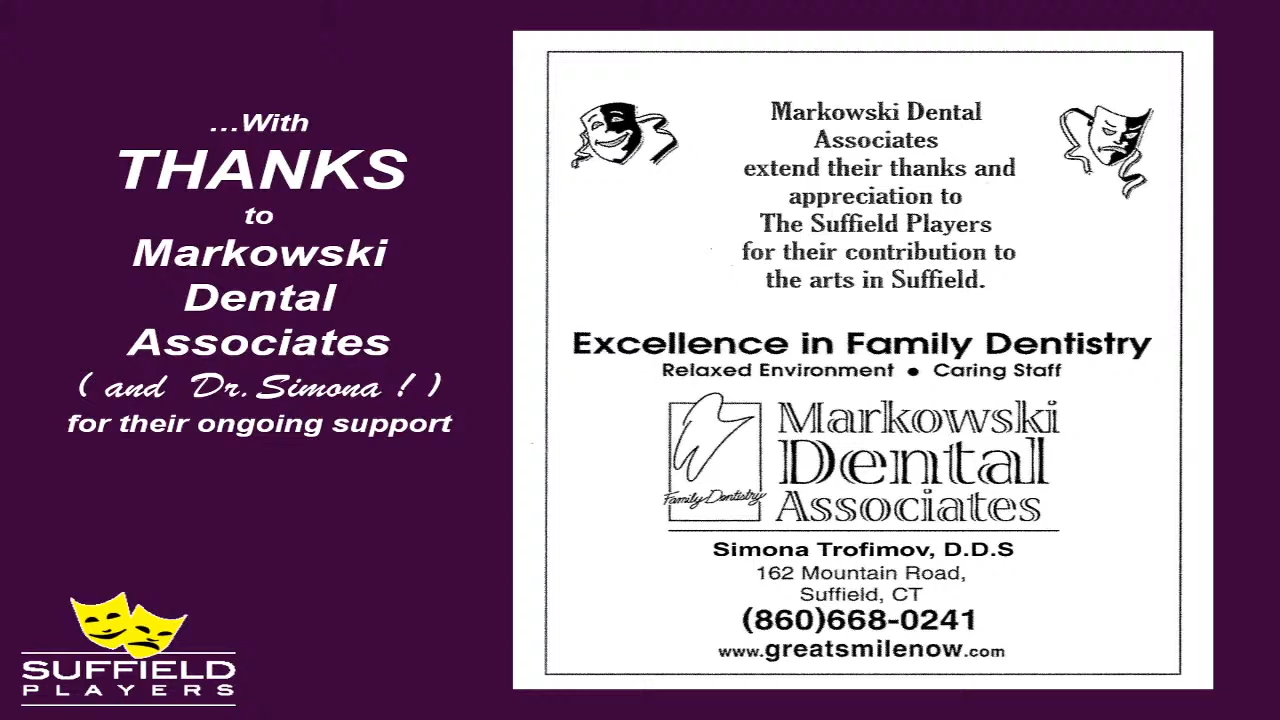 ...With
THANKS
to
Markowski
Dental
Associates
( and Dr. Simona ! )
for their ongoing support
SUFFIELD
PLAYERS
Markowski Dental
Associates
extend their thanks and
appreciation to
The Suffield Players
for their contribution to
the arts in Suffield.
Excellence in Family Dentistry
Relaxed Environment ● Caring Staff
Family Dentistry
Markowski
Dental
Associates
Simona Trofimov, D.D.S
162 Mountain Road,
Suffield, CT
(860)668-0241
www.greatsmilenow.com